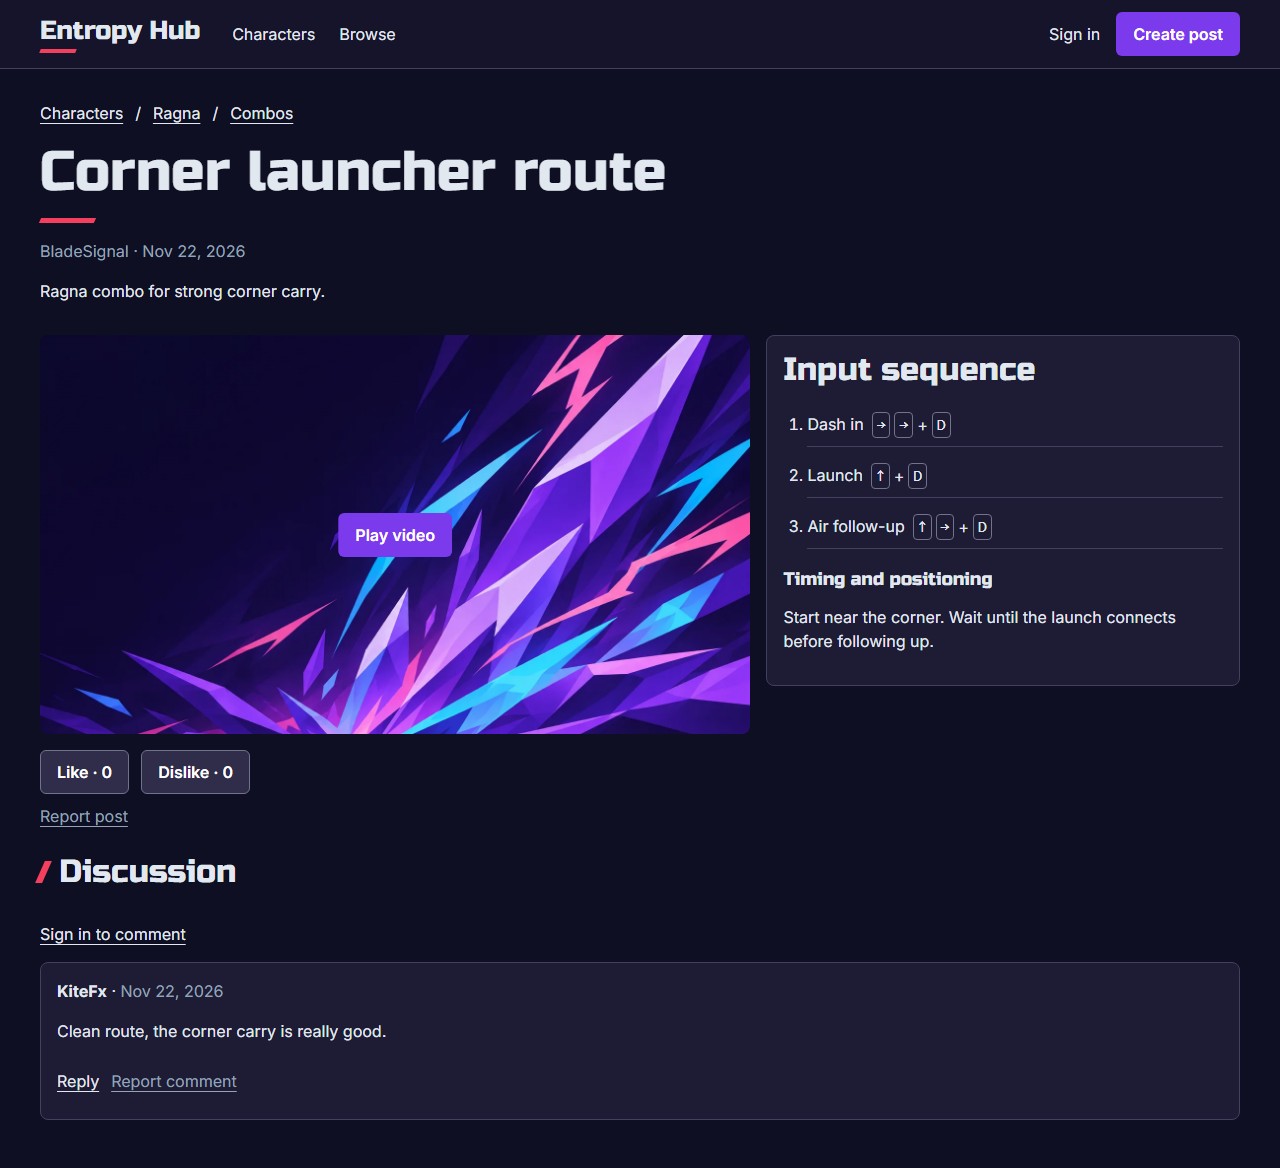 Entropy Hub Characters Browse Sign in Create post
Characters / Ragna / Combos
Corner launcher route
BladeSignal · Nov 22, 2026
Ragna combo for strong corner carry.
Play video
Input sequence
1. Dash in → → + D
2. Launch ↑ + D
3. Air follow-up ↑ → + D
Timing and positioning
Start near the corner. Wait until the launch connects
before following up.
Like · 0 Dislike · 0
Report post
Discussion
Sign in to comment
KiteFx · Nov 22, 2026
Clean route, the corner carry is really good.
Reply Report comment